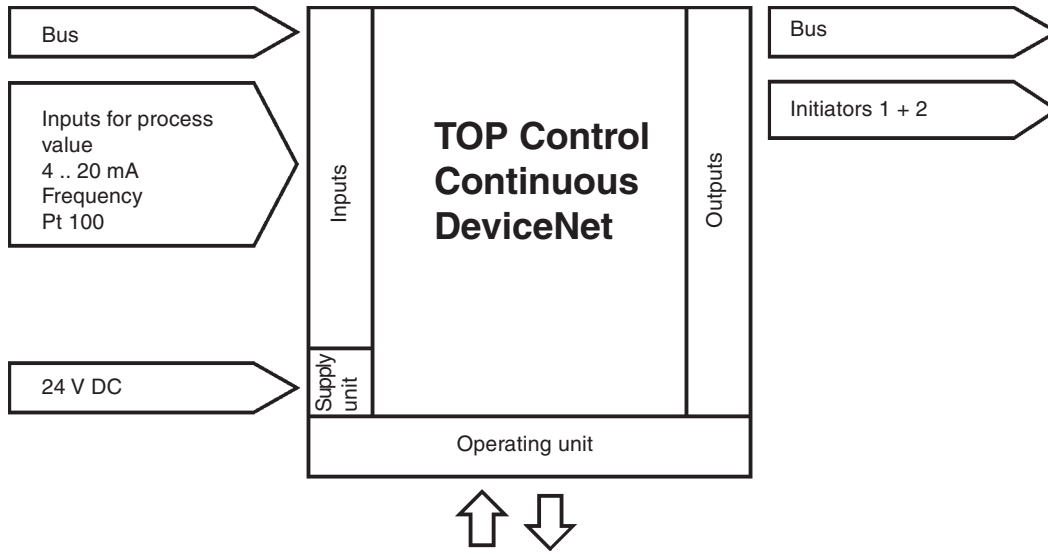 Bus
Inputs for process
value
4 .. 20 mA
Frequency
Pt 100
24 V DC
Inputs
Supply
unit
TOP Control
Continuous
DeviceNet
Outputs
Operating unit
Bus
Initiators 1 + 2